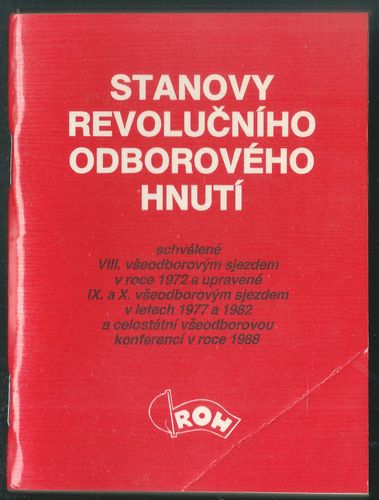 STANOVY
REVOLUČNÍHO
ODBOROVÉHO
HNUTÍ
schválené
VIII. všeodborovým sjezdem
v roce 1972 a upravené
IX. a X. všeodborovým sjezdem
v letech 1977 a 1982
a celostátní všeodborovou
konferencí v roce 1988
ROH